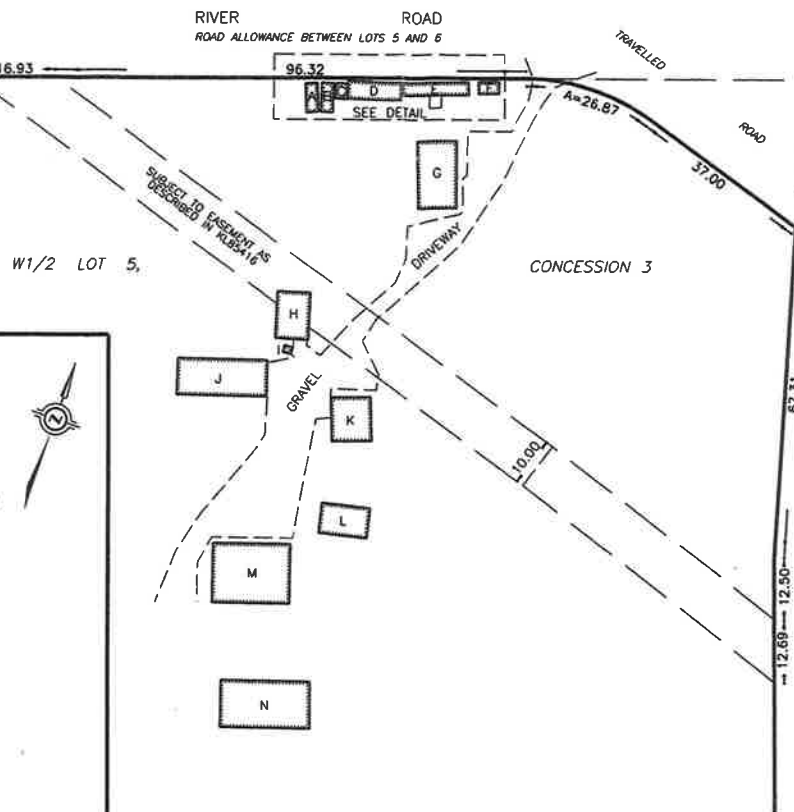 RIVER ROAD
ROAD ALLOWANCE BETWEEN LOTS 5 AND 6
TRAVELLED
ROAD
16.93
96.32
A
B
C
D
E
F
SEE DETAIL
A=26.87
37.00
G
SUBJECT TO EASEMENT AS
DESCRIBED IN KL85416
DRIVEWAY
W1/2 LOT 5,
CONCESSION 3
H
I
J
GRAVEL
K
N
10.00
L
M
12.50
12.69
N